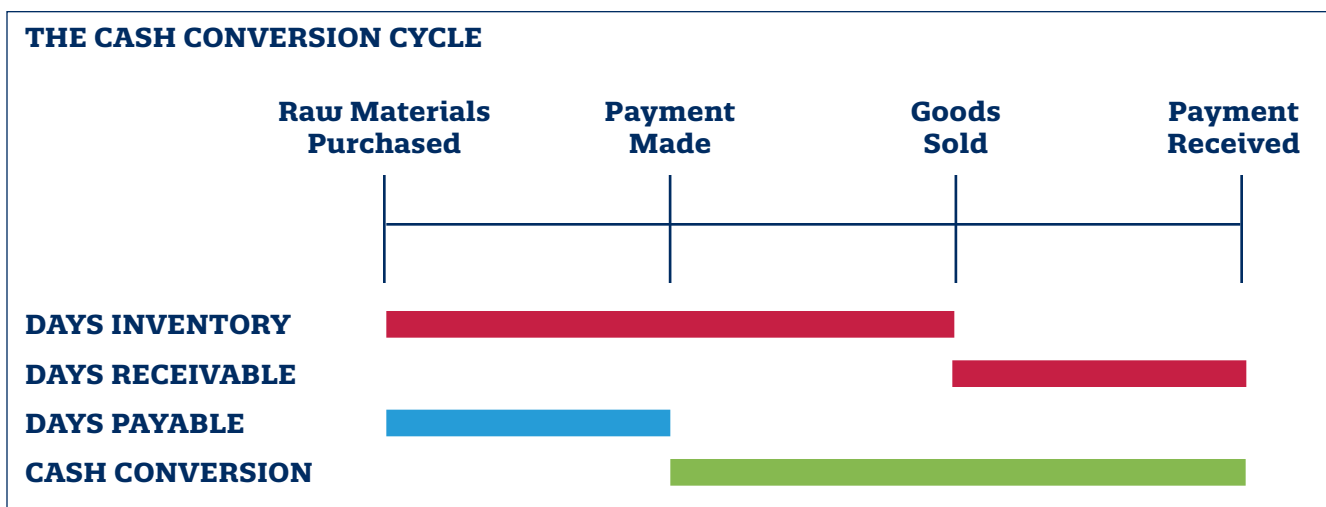 THE CASH CONVERSION CYCLE
Raw Materials
Purchased
Payment
Made
Goods
Sold
Payment
Received
DAYS INVENTORY
DAYS RECEIVABLE
DAYS PAYABLE
CASH CONVERSION